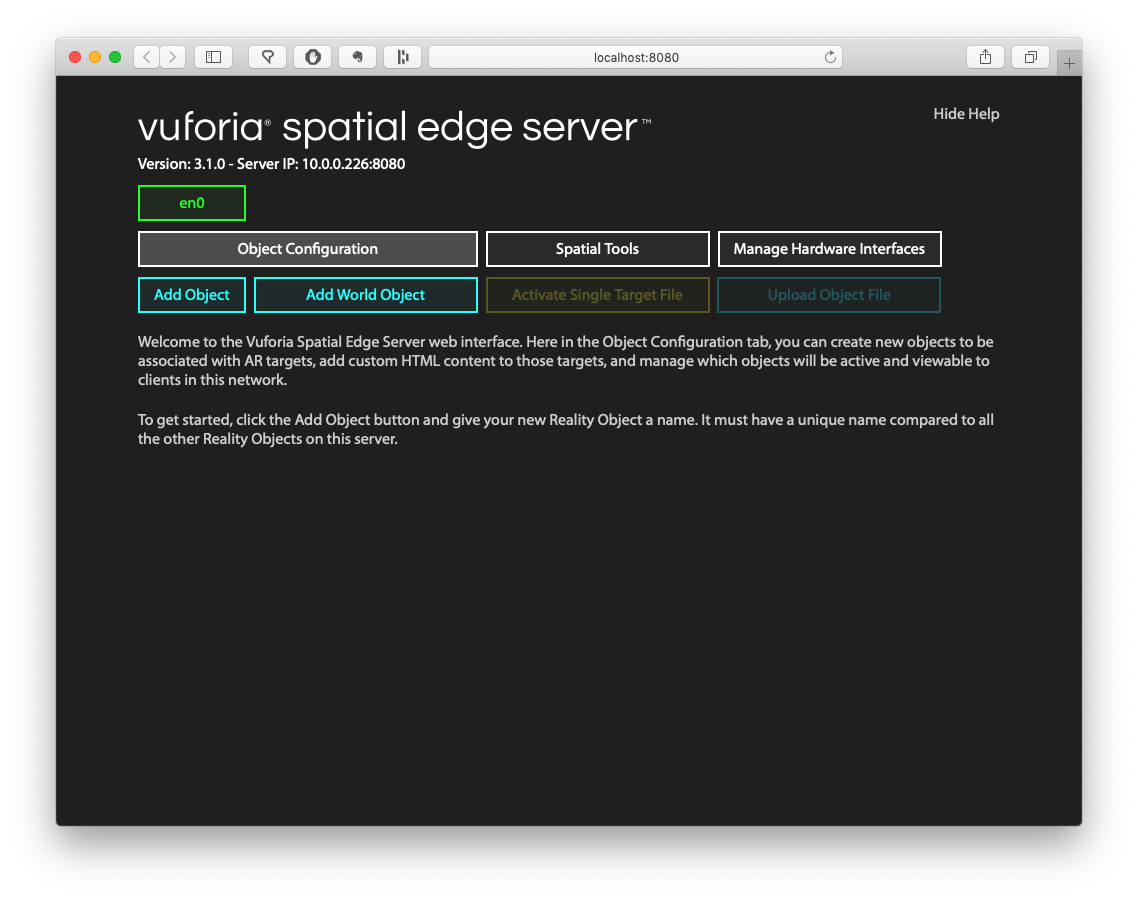 localhost:8080
Hide Help
vuforia® spatial edge server™
Version: 3.1.0 - Server IP: 10.0.0.226:8080
en0
Object Configuration
Spatial Tools
Manage Hardware Interfaces
Add Object
Add World Object
Activate Single Target File
Upload Object File
Welcome to the Vuforia Spatial Edge Server web interface. Here in the Object Configuration tab, you can create new objects to be
associated with AR targets, add custom HTML content to those targets, and manage which objects will be active and viewable to
clients in this network.
To get started, click the Add Object button and give your new Reality Object a name. It must have a unique name compared to all
the other Reality Objects on this server.